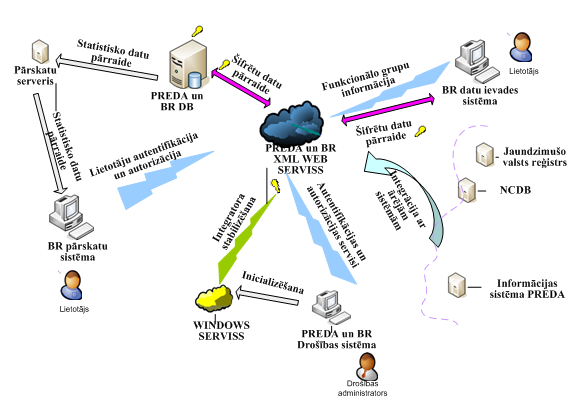 Statistisko datu
pārraide
Pārskatu
serveris
PREDA un
BR DB
Šifrētu datu
pārraide
Funkcionālo grupu
informācija
Lietotājs
BR datu ievades
sistēma
Šifrētu datu
pārraide
PREDA un BR
XML WEB
SERVISS
Statistisko datu
pārraide
Lietotāju autentifikācija
un autorizācija
BR pārskatu
sistēma
Lietotājs
Integratora
stabilizēšana
Autentifikācijas un
autorizācijas servisi
Integrācija ar
ārējām
sistēmām
Jaundzimušo
valsts reģistrs
NCDB
Informācijas
sistēma PREDA
Inicializēšana
WINDOWS
SERVISS
PREDA un BR
Drošības sistēma
Drošības
administrators